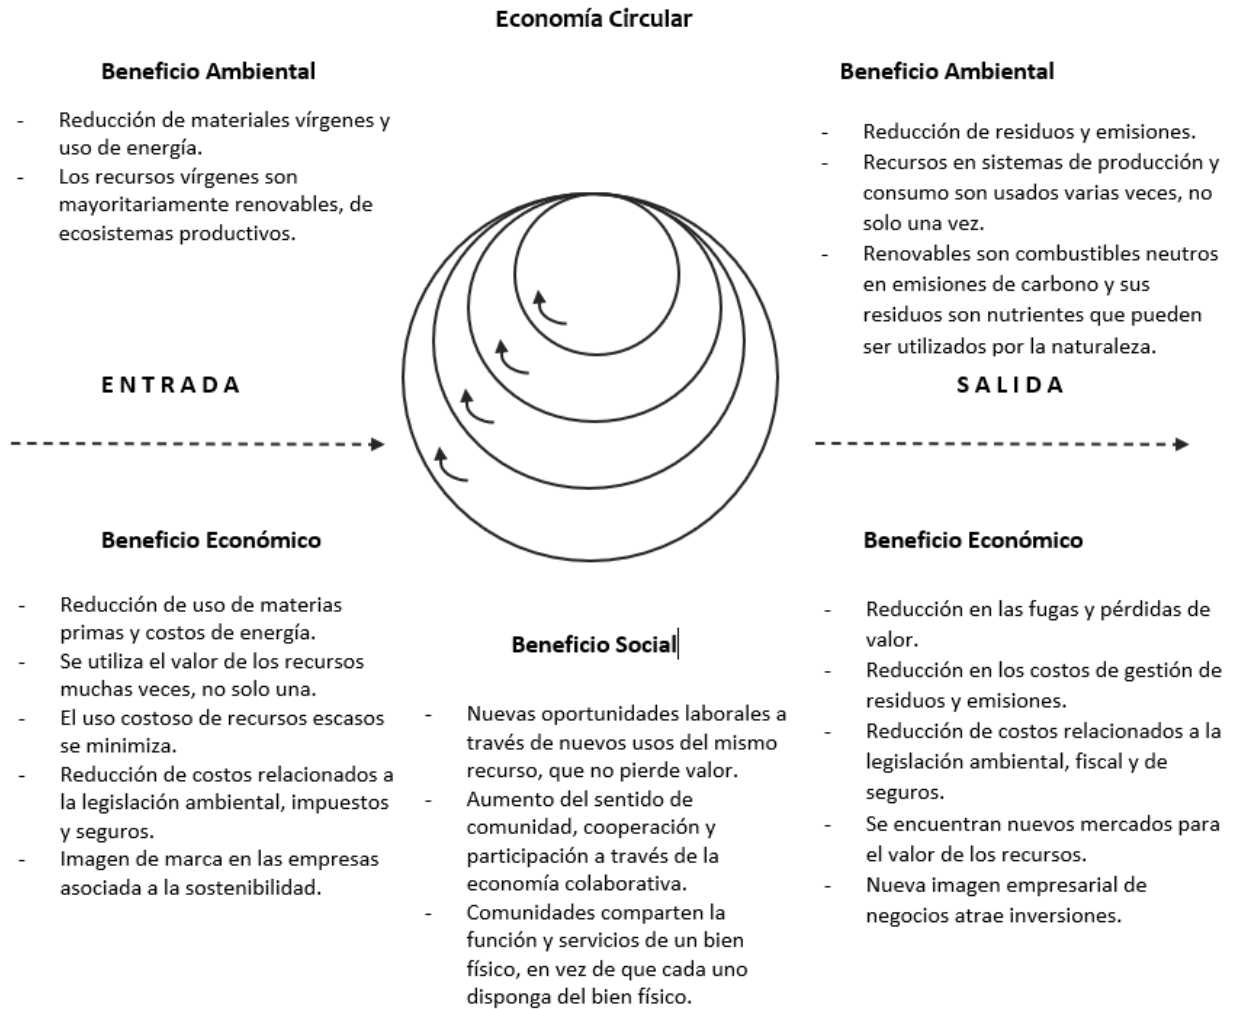 Economía Circular
Beneficio Ambiental
- Reducción de materiales vírgenes y
uso de energía.
- Los recursos vírgenes son
mayoritariamente renovables, de
ecosistemas productivos.
Beneficio Ambiental
- Reducción de residuos y emisiones.
- Recursos en sistemas de producción y
consumo son usados varias veces, no
solo una vez.
- Renovables son combustibles neutros
en emisiones de carbono y sus
residuos son nutrientes que pueden
ser utilizados por la naturaleza.
ENTRADA
SALIDA
Beneficio Económico
- Reducción de uso de materias
primas y costos de energía.
- Se utiliza el valor de los recursos
muchas veces, no solo una.
- El uso costoso de recursos escasos
se minimiza.
- Reducción de costos relacionados a
la legislación ambiental, impuestos
y seguros.
- Imagen de marca en las empresas
asociada a la sostenibilidad.
Beneficio Social
- Nuevas oportunidades laborales a
través de nuevos usos del mismo
recurso, que no pierde valor.
- Aumento del sentido de
comunidad, cooperación y
participación a través de la
economía colaborativa.
- Comunidades comparten la
función y servicios de un bien
físico, en vez de que cada uno
disponga del bien físico.
Beneficio Económico
- Reducción en las fugas y pérdidas de
valor.
- Reducción en los costos de gestión de
residuos y emisiones.
- Reducción de costos relacionados a la
legislación ambiental, fiscal y de
seguros.
- Se encuentran nuevos mercados para
el valor de los recursos.
- Nueva imagen empresarial de
negocios atrae inversiones.